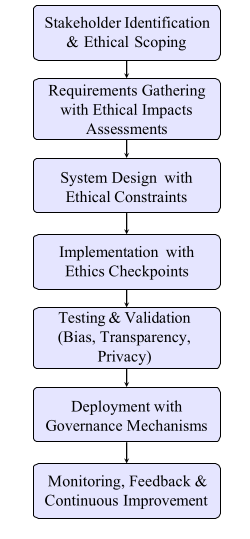 Stakeholder Identification
& Ethical Scoping
Requirements Gathering
with Ethical Impacts
Assessments
System Design with
Ethical Constraints
Implementation with
Ethics Checkpoints
Testing & Validation
(Bias, Transparency,
Privacy)
Deployment with
Governance Mechanisms
Monitoring, Feedback &
Continuous Improvement